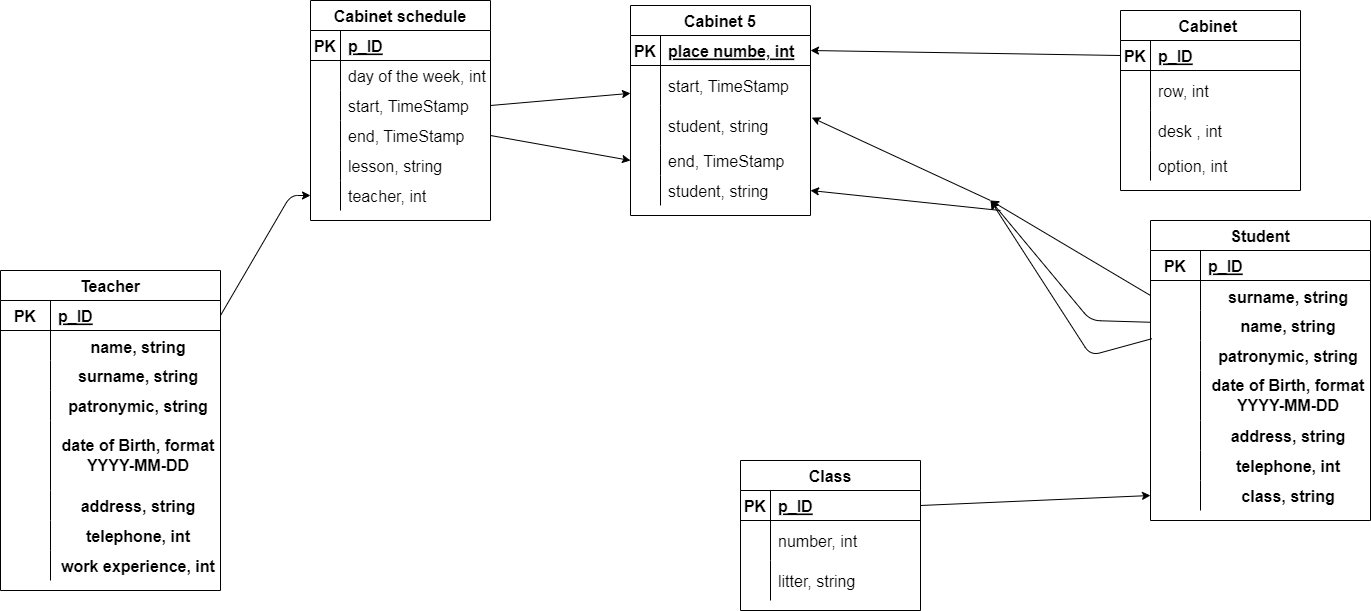 Cabinet schedule
PK p_ID
day of the week, int
start, TimeStamp
end, TimeStamp
lesson, string
teacher, int
Cabinet 5
PK place numbe, int
start, TimeStamp
student, string
end, TimeStamp
student, string
Cabinet
PK p_ID
row, int
desk , int
option, int
Teacher
PK p_ID
name, string
surname, string
patronymic, string
date of Birth, format
YYYY-MM-DD
address, string
telephone, int
work experience, int
Student
PK p_ID
surname, string
name, string
patronymic, string
date of Birth, format
YYYY-MM-DD
address, string
telephone, int
class, string
Class
PK p_ID
number, int
litter, string